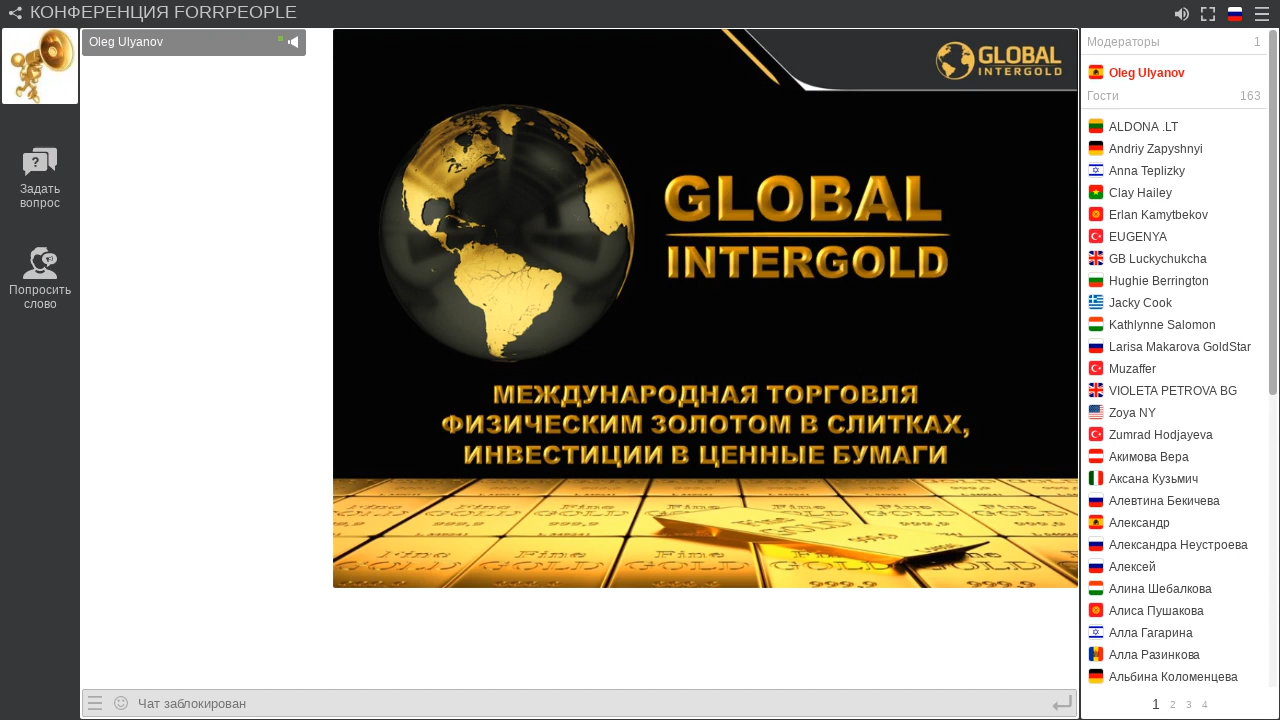 КОНФЕРЕНЦИЯ FORRPEOPLE
Задать
вопрос
Попросить
слово
Oleg Ulyanov
GLOBAL
INTERGOLD
GLOBAL
INTERGOLD
МЕЖДУНАРОДНАЯ ТОРГОВЛЯ
ФИЗИЧЕСКИМ ЗОЛОТОМ В СЛИТКАХ,
ИНВЕСТИЦИИ В ЦЕННЫЕ БУМАГИ
999,9
Fine
GOLD
Чат заблокирован
Модераторы 1
Oleg Ulyanov
Гости 163
ALDONA .LT
Andriy Zapyshnyi
Anna Teplizky
Clay Hailey
Erlan Kamytbekov
EUGENYA
GB Luckychukcha
Hughie Berrington
Jacky Cook
Kathlynne Salomon
Larisa Makarova GoldStar
Muzaffer
VIOLETA PETROVA BG
Zoya NY
Zumrad Hodjayeva
Акимова Вера
Аксана Кузьмич
Алевтина Бекичева
Александр
Александра Неустроева
Алексей
Алина Шебалкова
Алиса Пушакова
Алла Гагарина
Алла Разинкова
Альбина Коломенцева
1 2 3 4